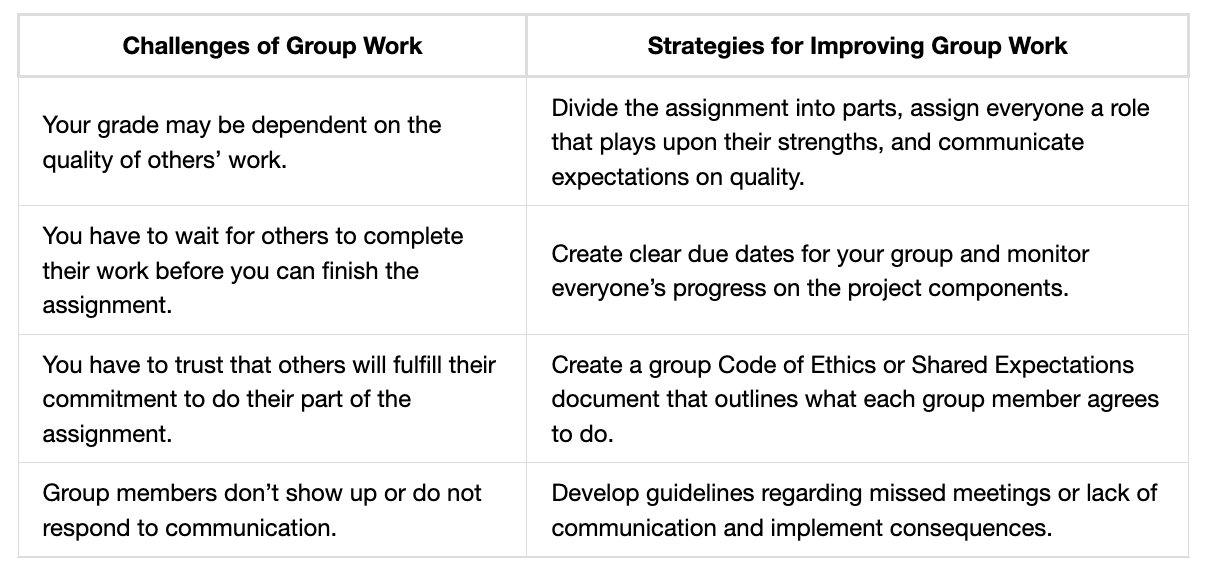 Challenges of Group Work
Strategies for Improving Group Work
Your grade may be dependent on the
quality of others’ work.
Divide the assignment into parts, assign everyone a role
that plays upon their strengths, and communicate
expectations on quality.
You have to wait for others to complete
their work before you can finish the
assignment.
Create clear due dates for your group and monitor
everyone’s progress on the project components.
You have to trust that others will fulfill their
commitment to do their part of the
assignment.
Create a group Code of Ethics or Shared Expectations
document that outlines what each group member agrees
to do.
Group members don’t show up or do not
respond to communication.
Develop guidelines regarding missed meetings or lack of
communication and implement consequences.